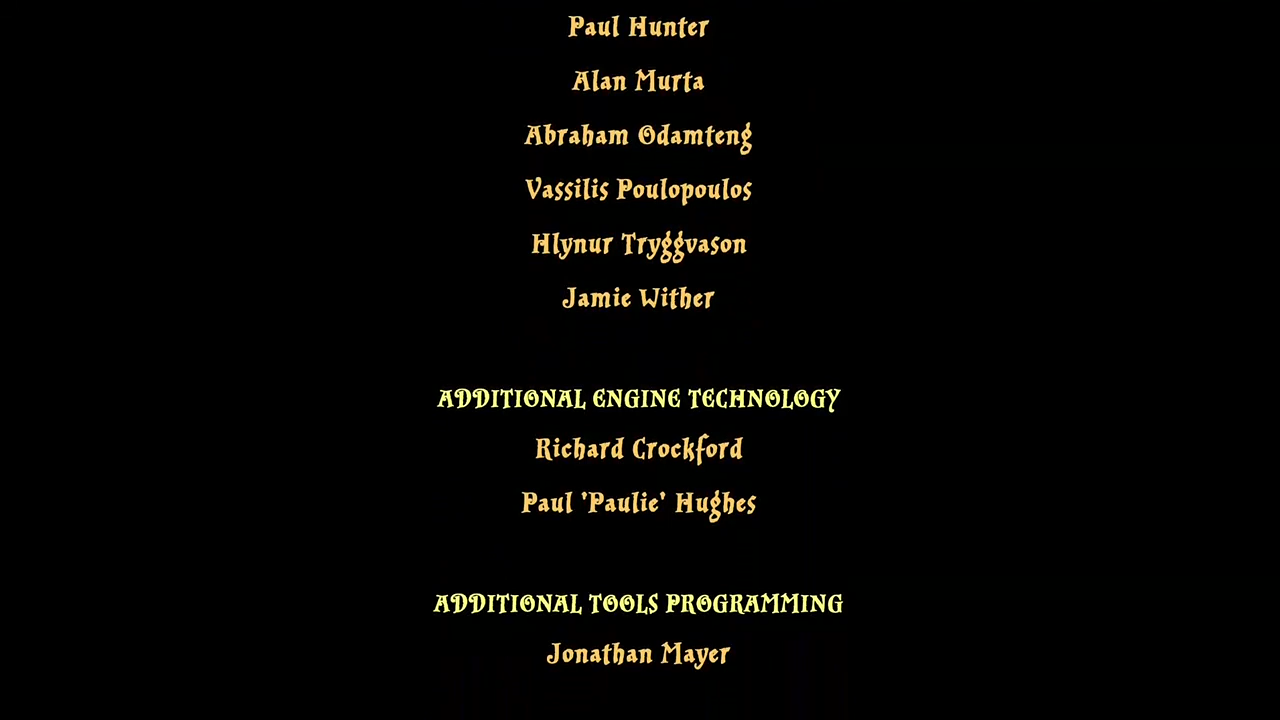 Paul Hunter
Alan Murta
Abraham Odamteng
Vassilis Poulopoulos
Hlynur Tryggvason
Jamie Wither
ADDITIONAL ENGINE TECHNOLOGY
Richard Crockford
Paul 'Paulie' Hughes
ADDITIONAL TOOLS PROGRAMMING
Jonathan Mayer